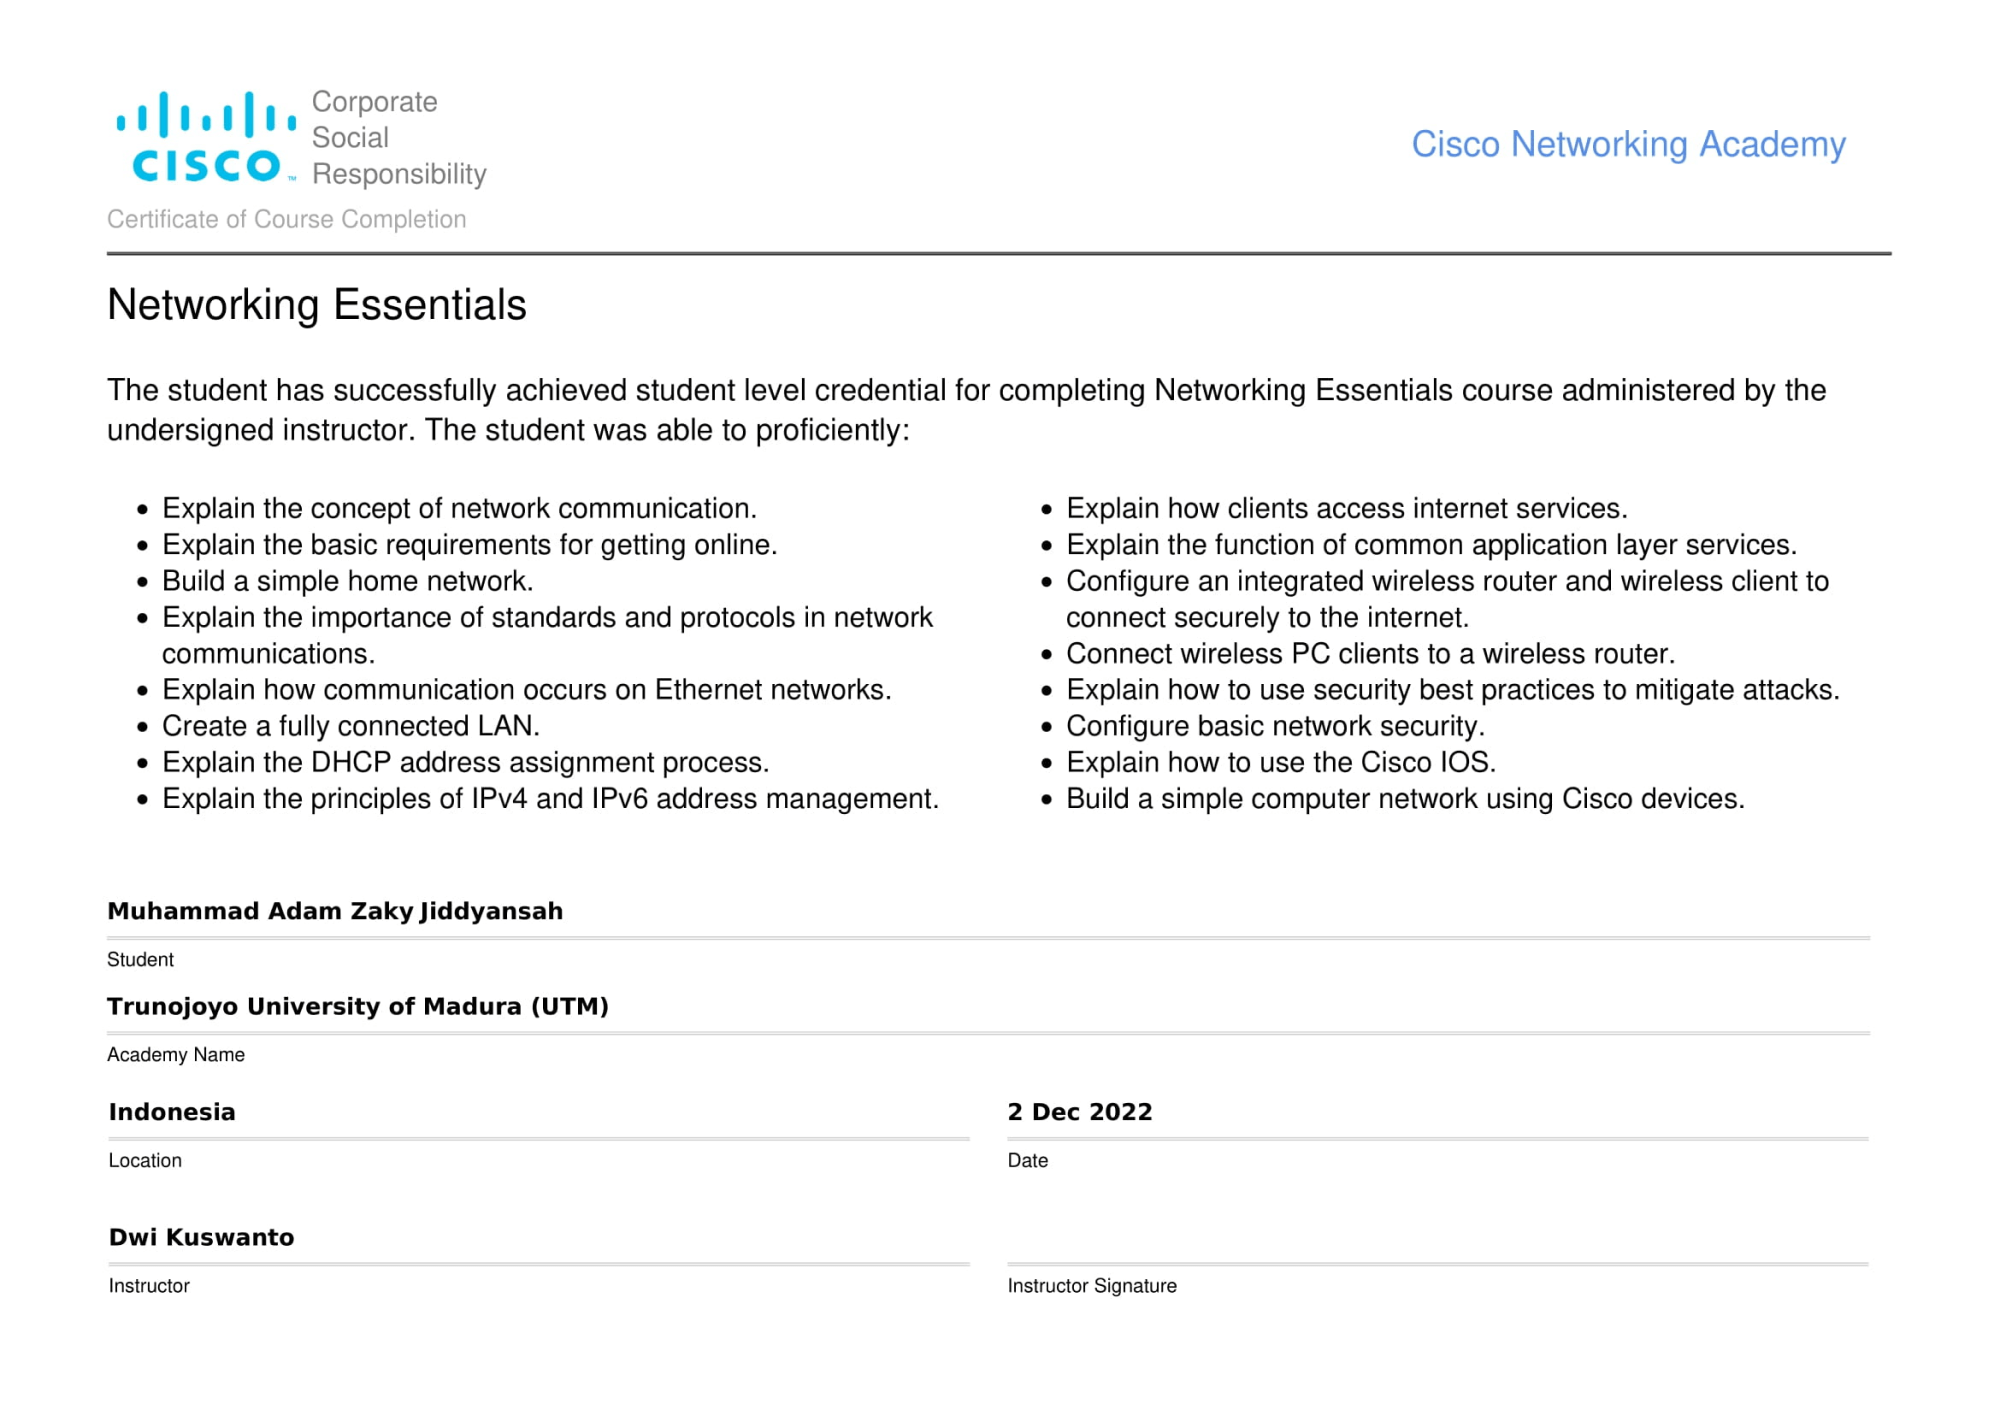 Corporate
Social
Responsibility
CISCO™
Cisco Networking Academy
Certificate of Course Completion
Networking Essentials
The student has successfully achieved student level credential for completing Networking Essentials course administered by the
undersigned instructor. The student was able to proficiently:
• Explain the concept of network communication.
• Explain the basic requirements for getting online.
• Build a simple home network.
• Explain the importance of standards and protocols in network
communications.
• Explain how communication occurs on Ethernet networks.
• Create a fully connected LAN.
• Explain the DHCP address assignment process.
• Explain the principles of IPv4 and IPv6 address management.
• Explain how clients access internet services.
• Explain the function of common application layer services.
• Configure an integrated wireless router and wireless client to
connect securely to the internet.
• Connect wireless PC clients to a wireless router.
• Explain how to use security best practices to mitigate attacks.
• Configure basic network security.
• Explain how to use the Cisco IOS.
• Build a simple computer network using Cisco devices.
Muhammad Adam Zaky Jiddyansah
Student
Trunojoyo University of Madura (UTM)
Academy Name
Indonesia
Location
2 Dec 2022
Date
Dwi Kuswanto
Instructor
Instructor Signature